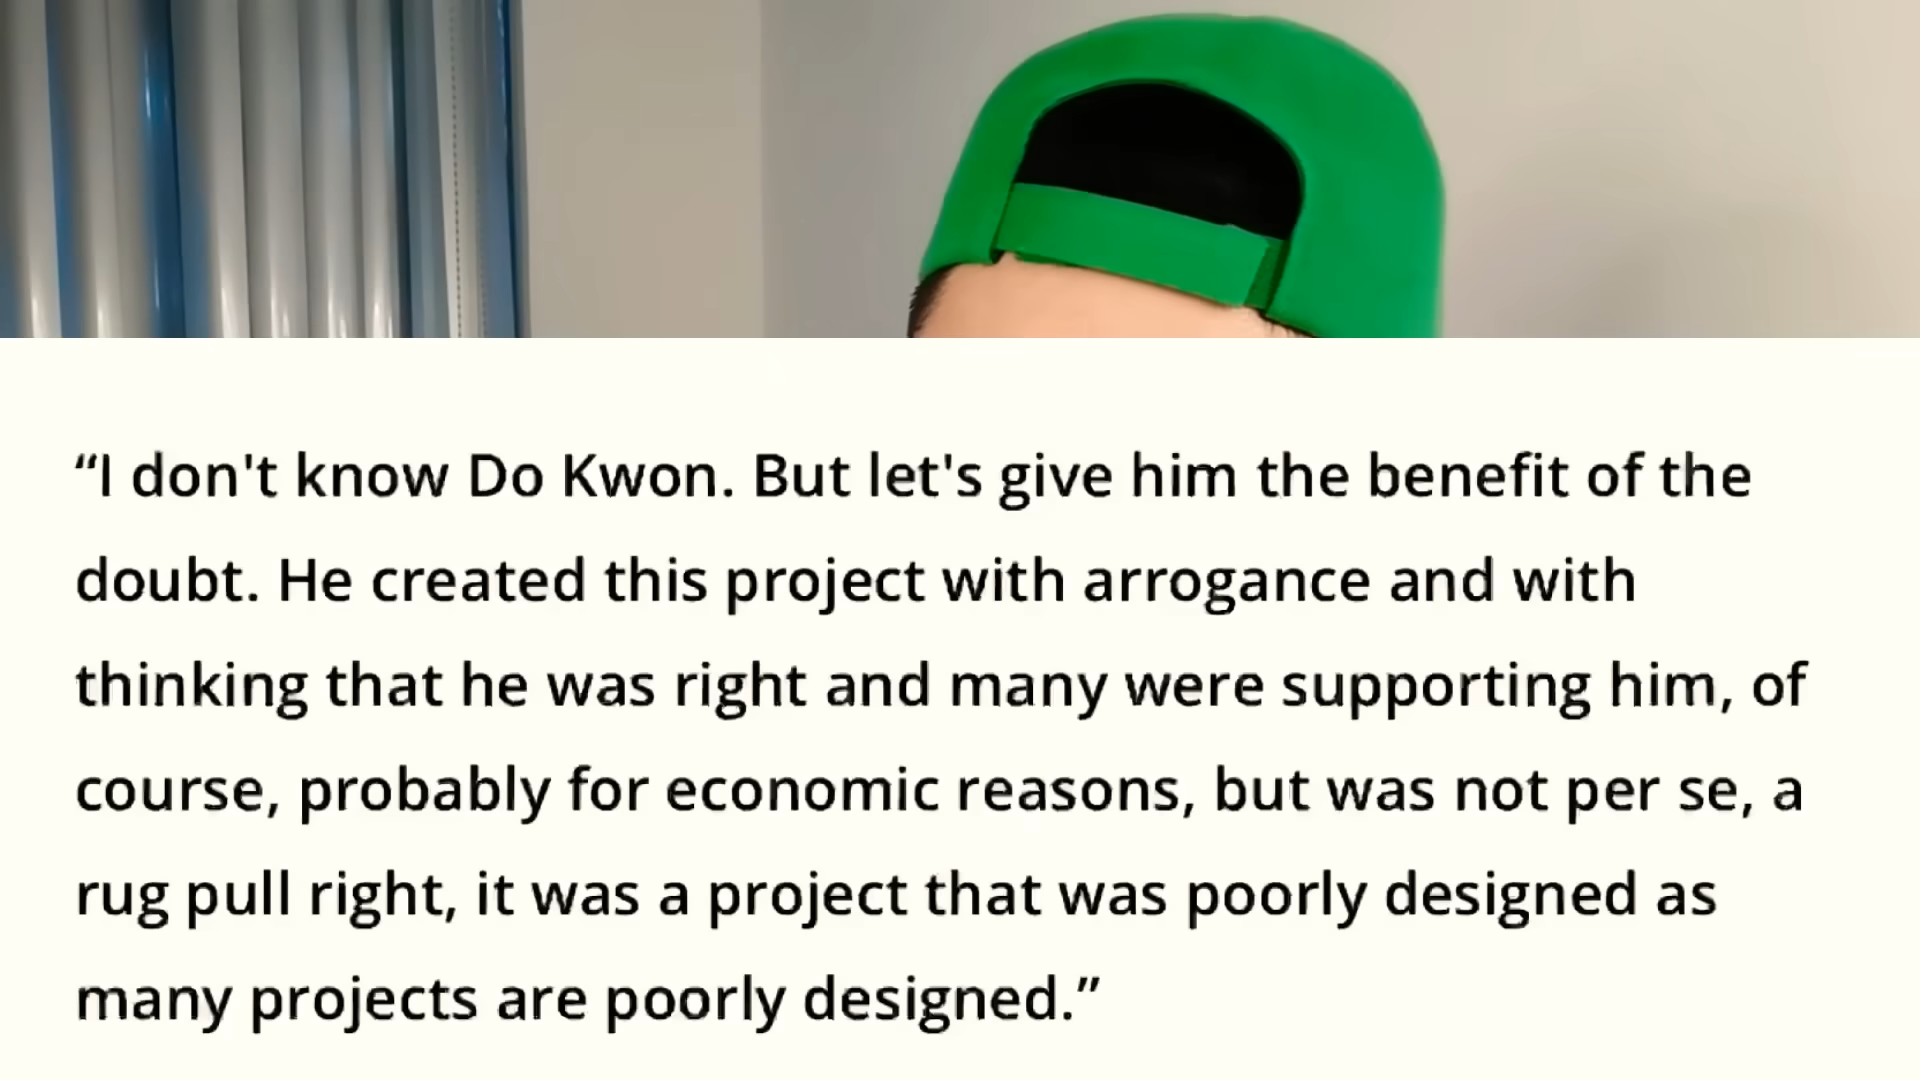 “I don't know Do Kwon. But let's give him the benefit of the
doubt. He created this project with arrogance and with
thinking that he was right and many were supporting him, of
course, probably for economic reasons, but was not per se, a
rug pull right, it was a project that was poorly designed as
many projects are poorly designed.”